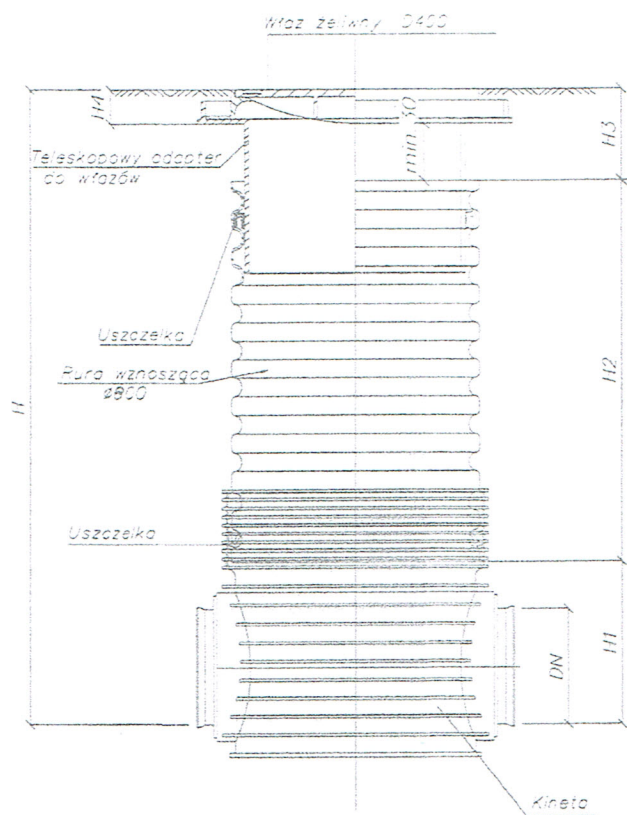 Właz żeliwny D400
H4
min 30
H3
Teleskopowy adapter
do włazów
Uszczelka
Rura wznosząca
ø800
H
H2
Uszczelka
DN
H1
Kineta